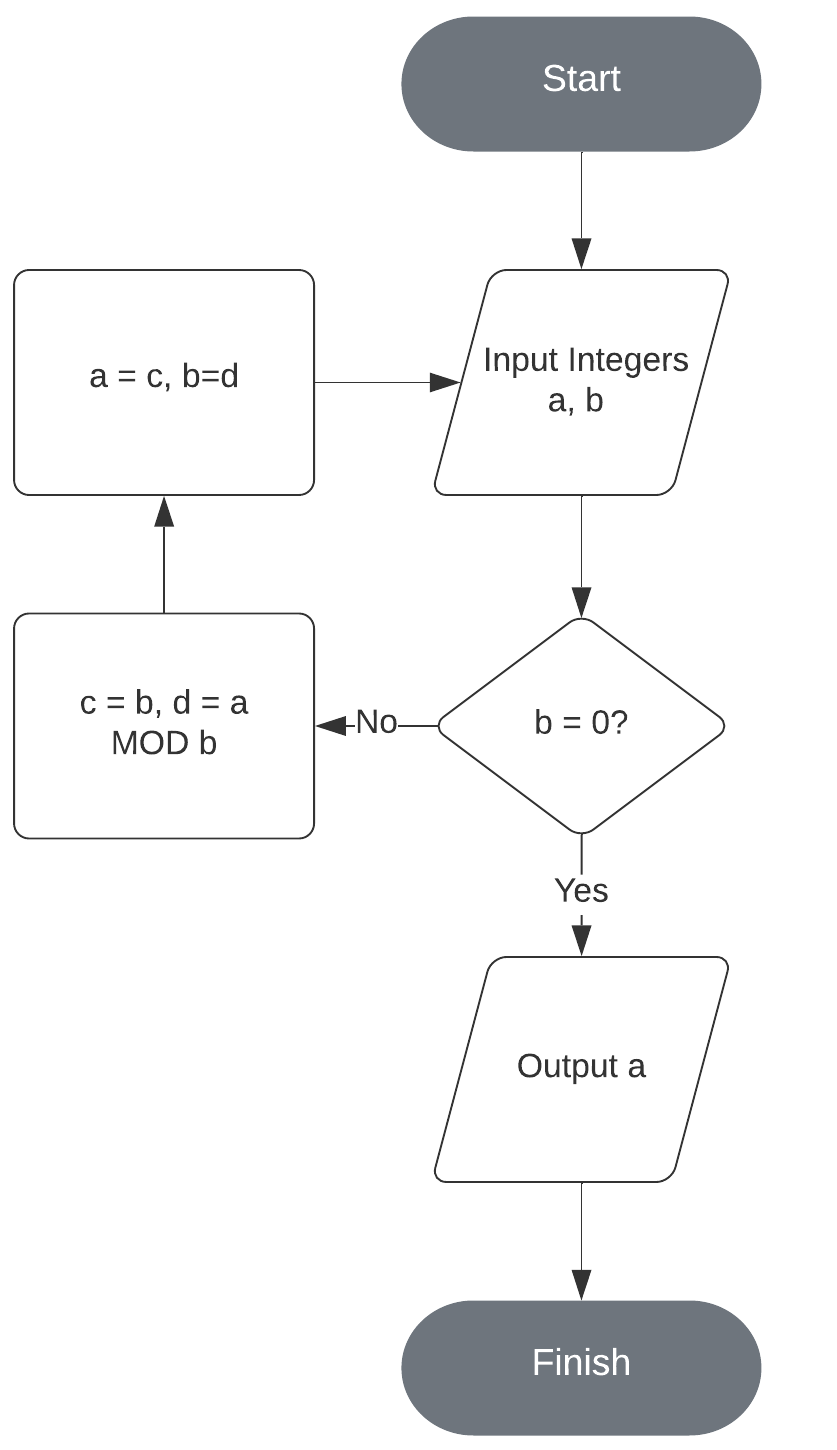 Start
Input Integers
a, b
a = c, b=d
b = 0?
No
c = b, d = a
MOD b
Yes
Output a
Finish